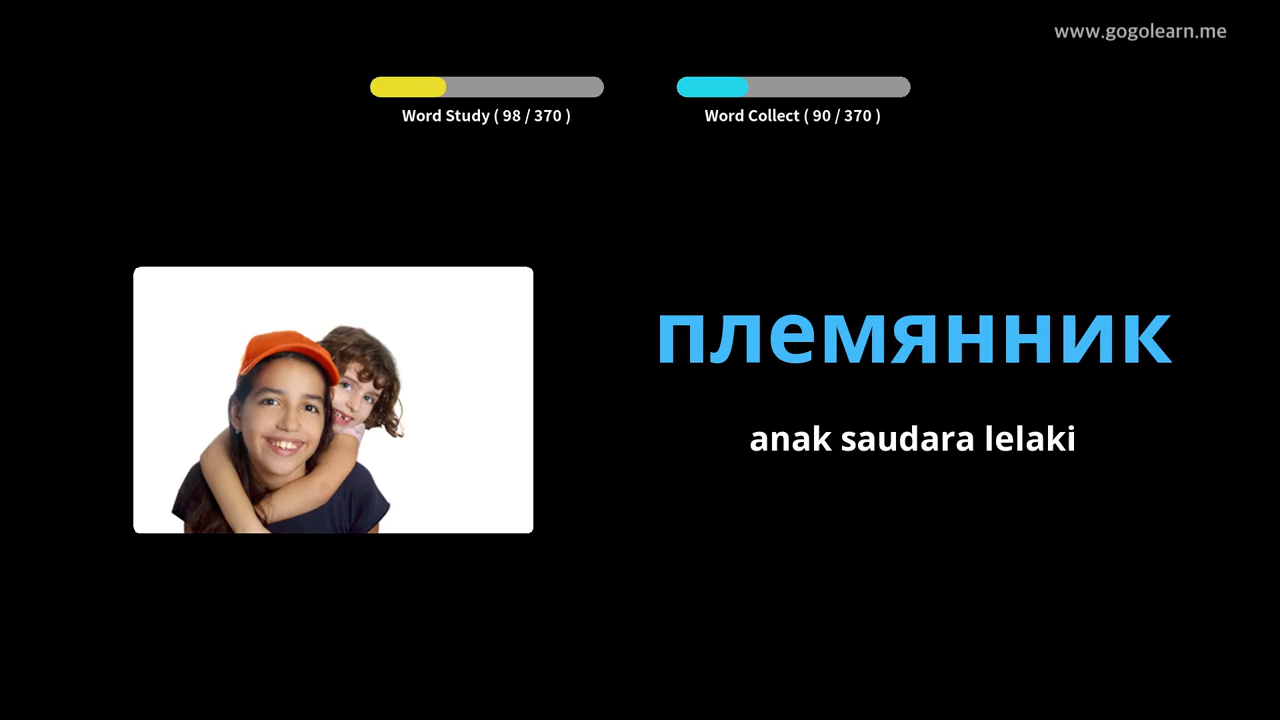 www.gogolearn.me
Word Study ( 98 / 370 )
Word Collect ( 90 / 370 )
племянник
anak saudara lelaki